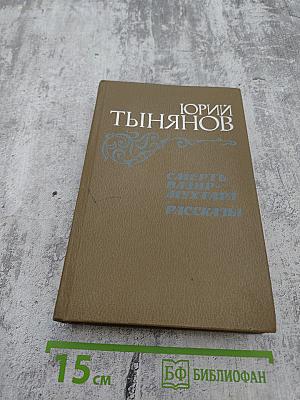 ЮРИЙ
ТЫНЯНОВ
СМЕРТЬ
ВАЗИР-
МУХТАРА
РАССКАЗЫ
15 см
БФ БИБЛИОФАН